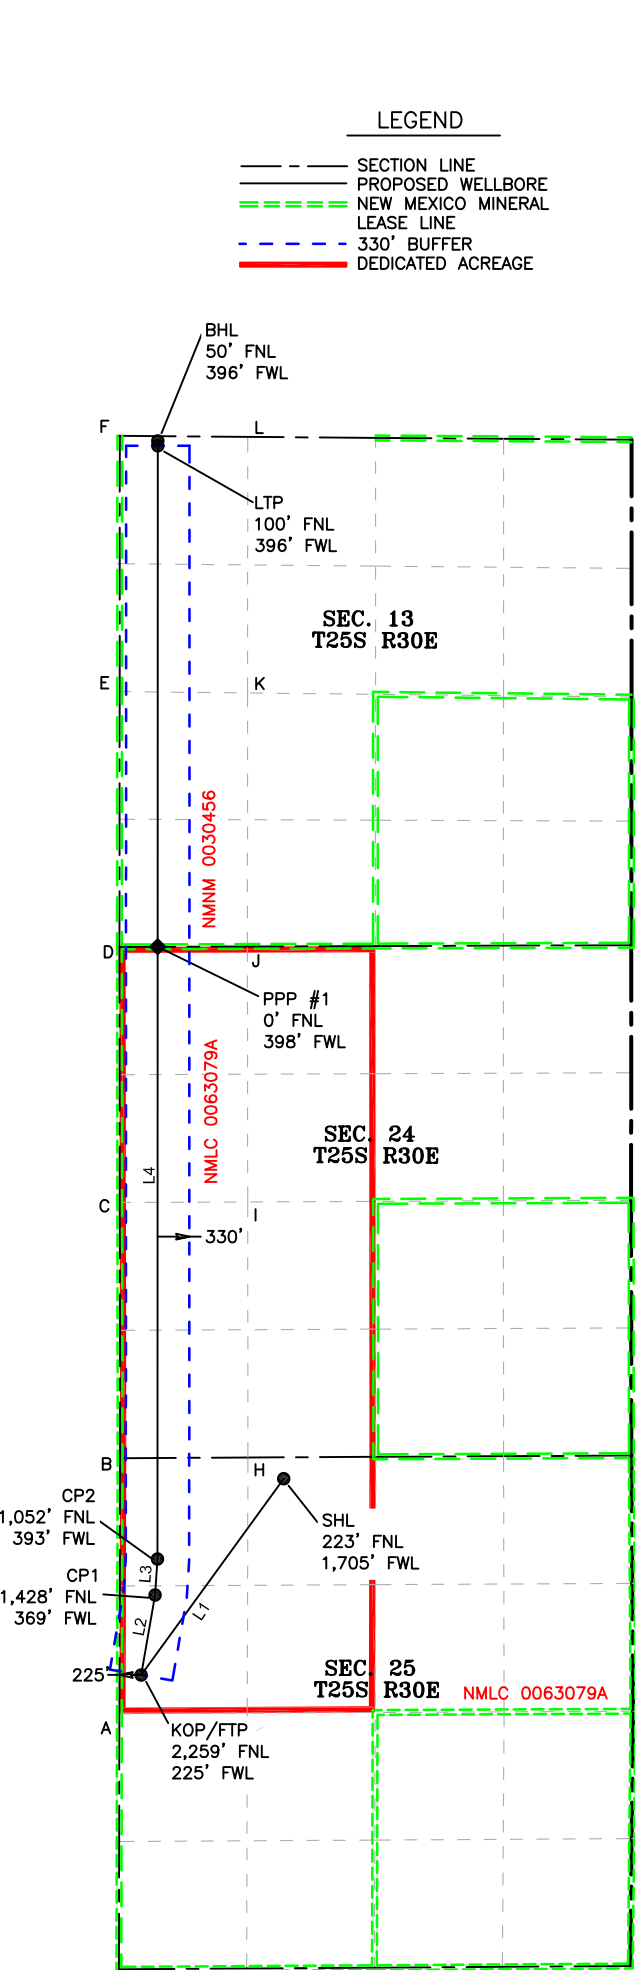 LEGEND
SECTION LINE
PROPOSED WELLBORE
NEW MEXICO MINERAL
LEASE LINE
330' BUFFER
DEDICATED ACREAGE
BHL
50' FNL
396' FWL
F
L
LTP
100' FNL
396' FWL
SEC. 13
T25S R30E
E
K
NMNM 0030456
D
J
PPP #1
0' FNL
398' FWL
NMLC 0063079A
SEC. 24
T25S R30E
L4
C
I
330'
B
H
CP2
1,052' FNL
393' FWL
SHL
223' FNL
1,705' FWL
L3
CP1
1,428' FNL
369' FWL
L1
L2
225'
SEC. 25
T25S R30E
NMLC 0063079A
A
KOP/FTP
2,259' FNL
225' FWL